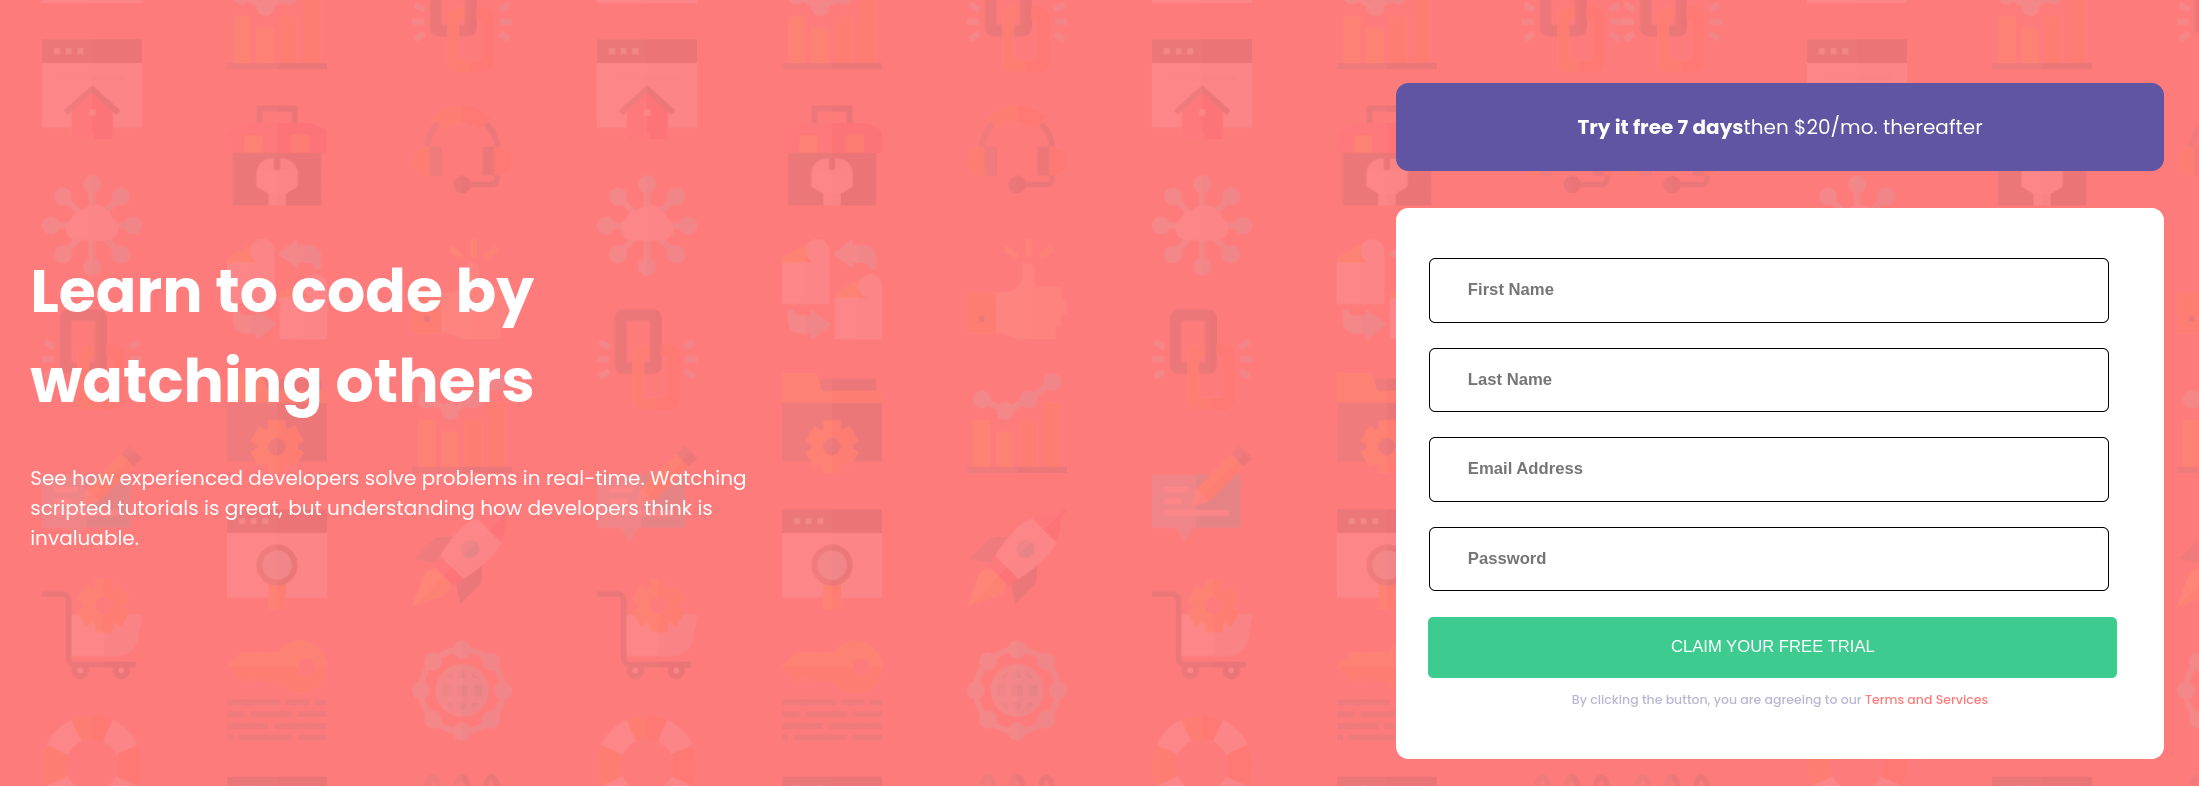 Learn to code by
watching others
See how experienced developers solve problems in real-time. Watching
scripted tutorials is great, but understanding how developers think is
invaluable.
Try it free 7 daysthen $20/mo. thereafter
First Name
Last Name
Email Address
Password
CLAIM YOUR FREE TRIAL
By clicking the button, you are agreeing to our Terms and Services